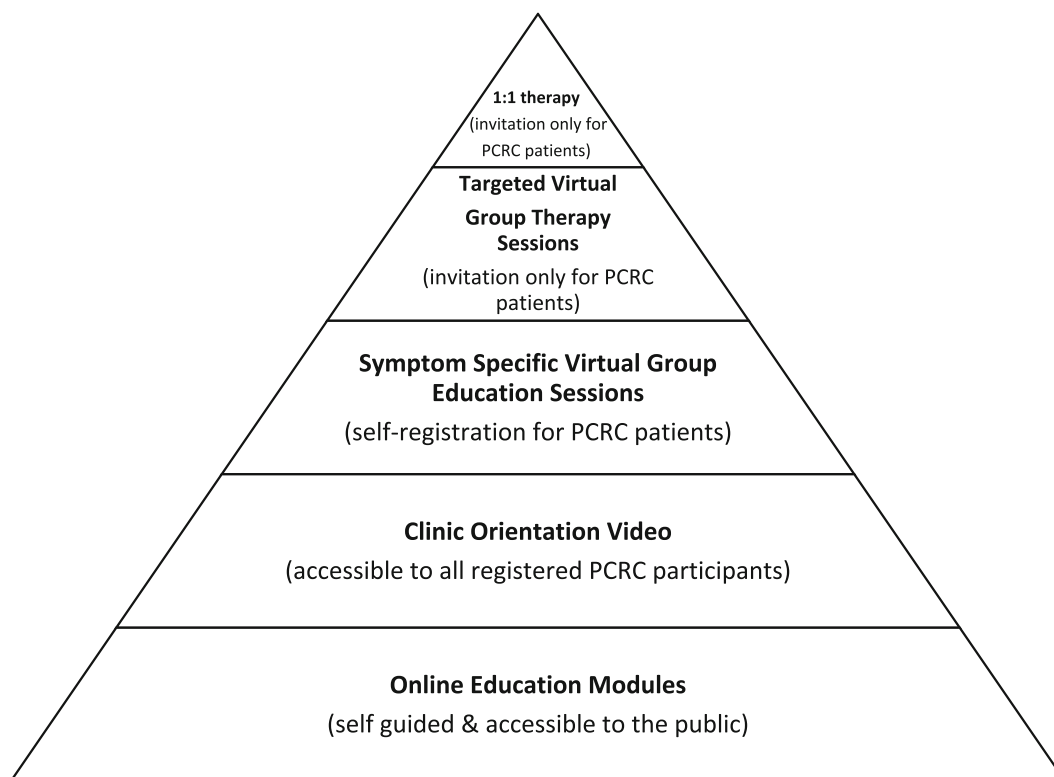 1:1 therapy
(invitation only for
PCRC patients)
Targeted Virtual
Group Therapy
Sessions
(invitation only for PCRC
patients)
Symptom Specific Virtual Group
Education Sessions
(self-registration for PCRC patients)
Clinic Orientation Video
(accessible to all registered PCRC participants)
Online Education Modules
(self guided & accessible to the public)